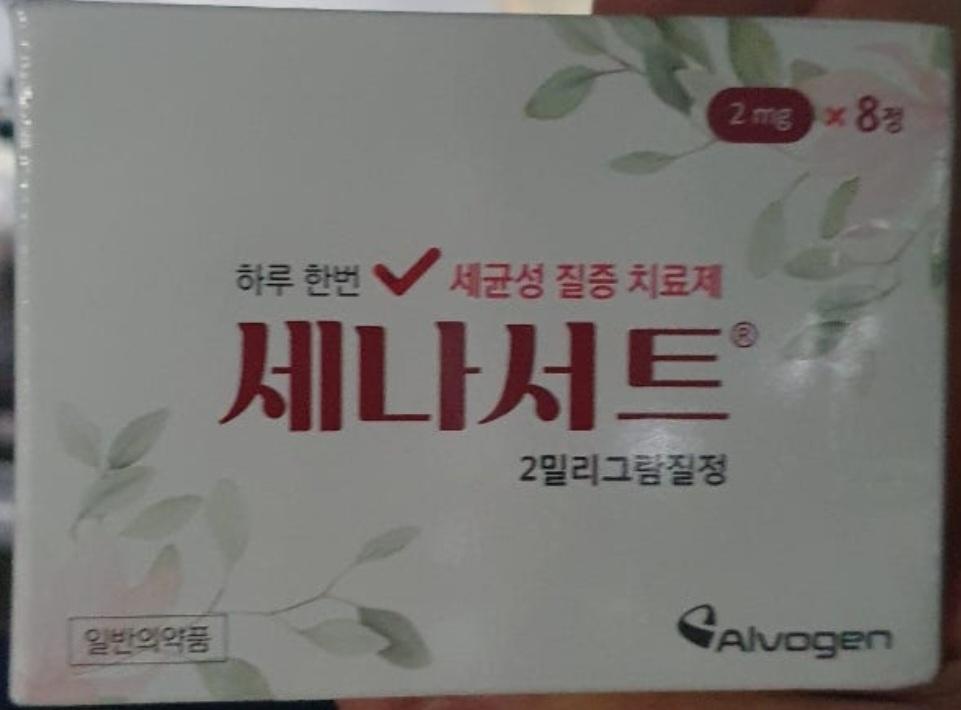 2 mg × 8정
하루 한번 ✓ 세균성 질증 치료제
세나서트®
2밀리그람질정
일반의약품
Alvogen